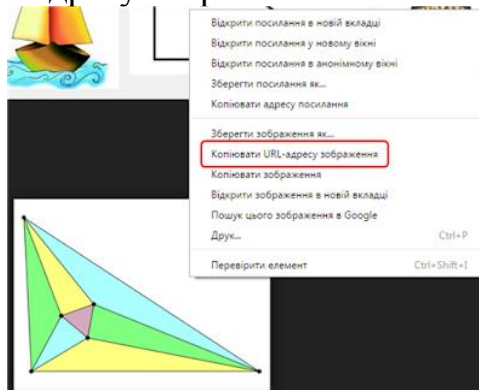 Відкрити посилання в новій вкладці
Відкрити посилання у новому вікні
Відкрити посилання в анонімному вікні
Зберегти посилання як...
Копіювати адресу посилання
Зберегти зображення як...
Копіювати URL-адресу зображення
Копіювати зображення
Відкрити зображення в новій вкладці
Пошук цього зображення в Google
Друк... Ctrl+P
Перевірити елемент Ctrl+Shift+I